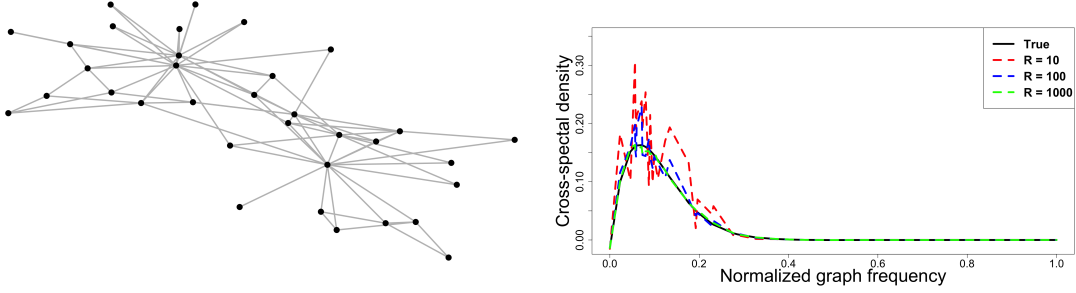 True
R = 10
R = 100
R = 1000
Cross-spectral density
0.30
0.20
0.10
0.00
0.0 0.2 0.4 0.6 0.8 1.0
Normalized graph frequency